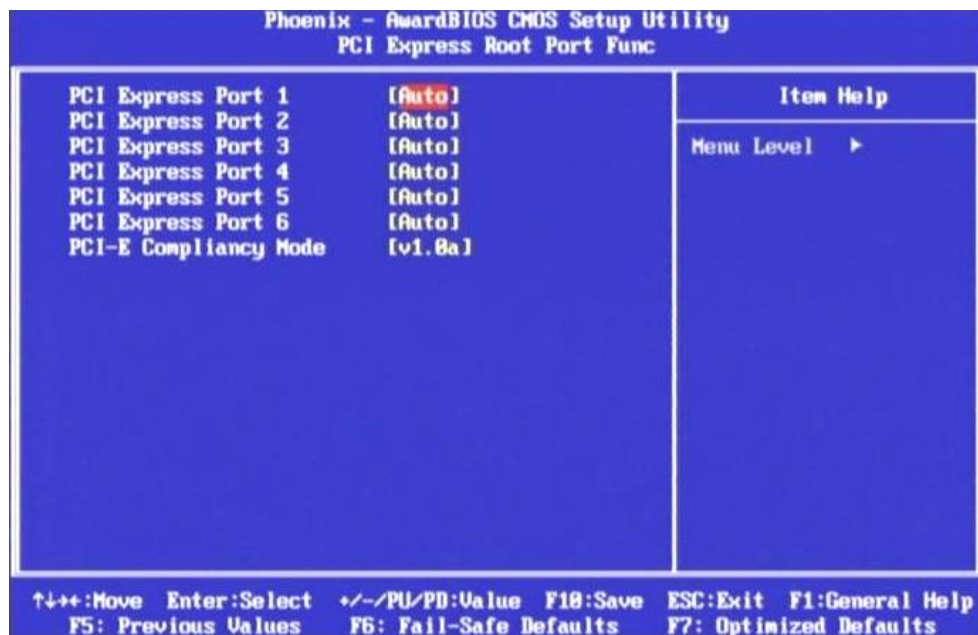 Phoenix - AwardBIOS CMOS Setup Utility
PCI Express Root Port Func
PCI Express Port 1 [Auto]
PCI Express Port 2 [Auto]
PCI Express Port 3 [Auto]
PCI Express Port 4 [Auto]
PCI Express Port 5 [Auto]
PCI Express Port 6 [Auto]
PCI-E Compliancy Mode [v1.0a]
Item Help
Menu Level ►
↑↓→←:Move Enter:Select +/-/PU/PD:Value F10:Save ESC:Exit F1:General Help
F5: Previous Values F6: Fail-Safe Defaults F7: Optimized Defaults